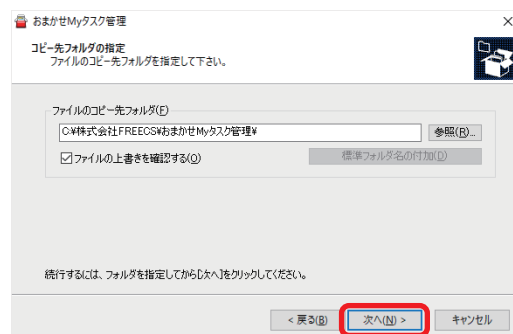 おまかせMyタスク管理
コピー先フォルダの指定
ファイルのコピー先フォルダを指定して下さい。
ファイルのコピー先フォルダ(F)
C:¥株式会社FREECS¥おまかせMyタスク管理¥
参照(R)...
ファイルの上書きを確認する(O)
標準フォルダ名の付加(D)
続行するには、フォルダを指定してから[次へ]をクリックしてください。
< 戻る(B)
次へ(N) >
キャンセル